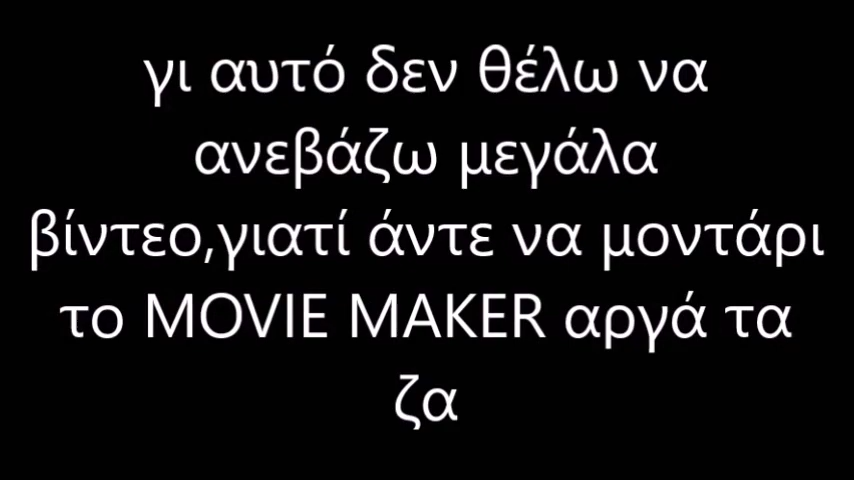 γι αυτό δεν θέλω να
ανεβάζω μεγάλα
βίντεο,γιατί άντε να μοντάρι
το MOVIE MAKER αργά τα
ζα